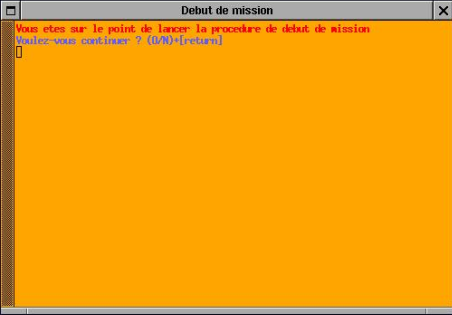 Debut de mission
Vous etes sur le point de lancer la procedure de debut de mission
Voulez-vous continuer ? (O/N)+[return]